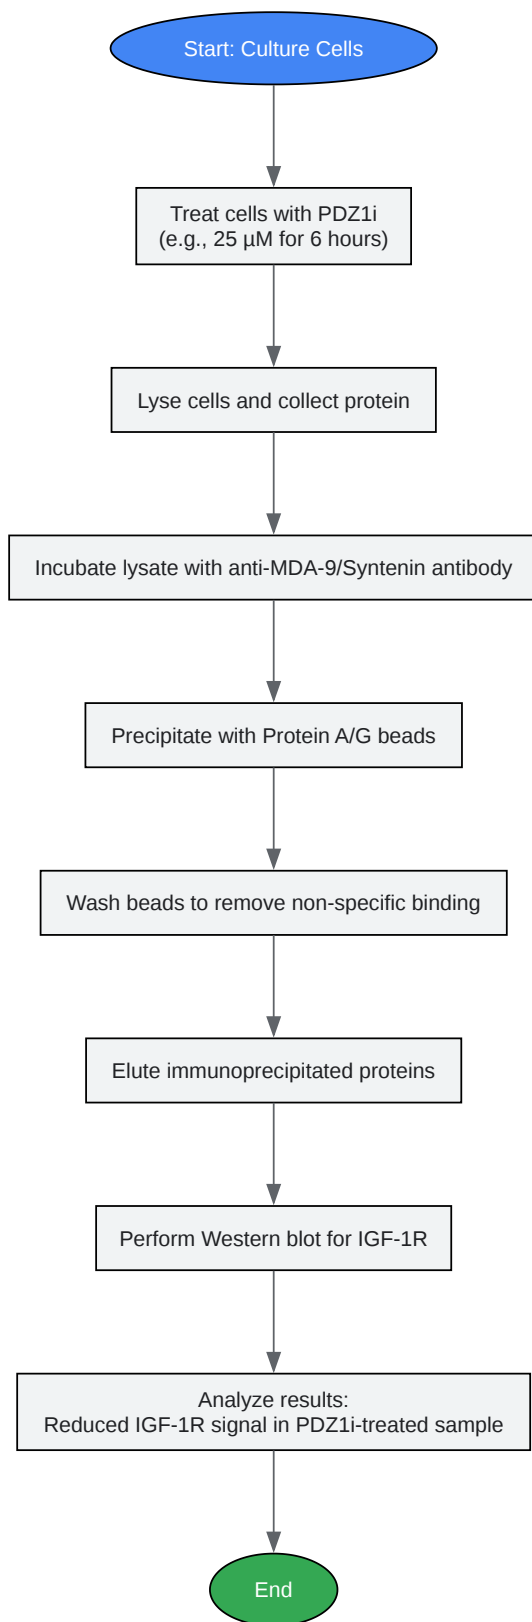 Start: Culture Cells
Treat cells with PDZ1i
(e.g., 25 µM for 6 hours)
Lyse cells and collect protein
Incubate lysate with anti-MDA-9/Syntenin antibody
Precipitate with Protein A/G beads
Wash beads to remove non-specific binding
Elute immunoprecipitated proteins
Perform Western blot for IGF-1R
Analyze results:
Reduced IGF-1R signal in PDZ1i-treated sample
End